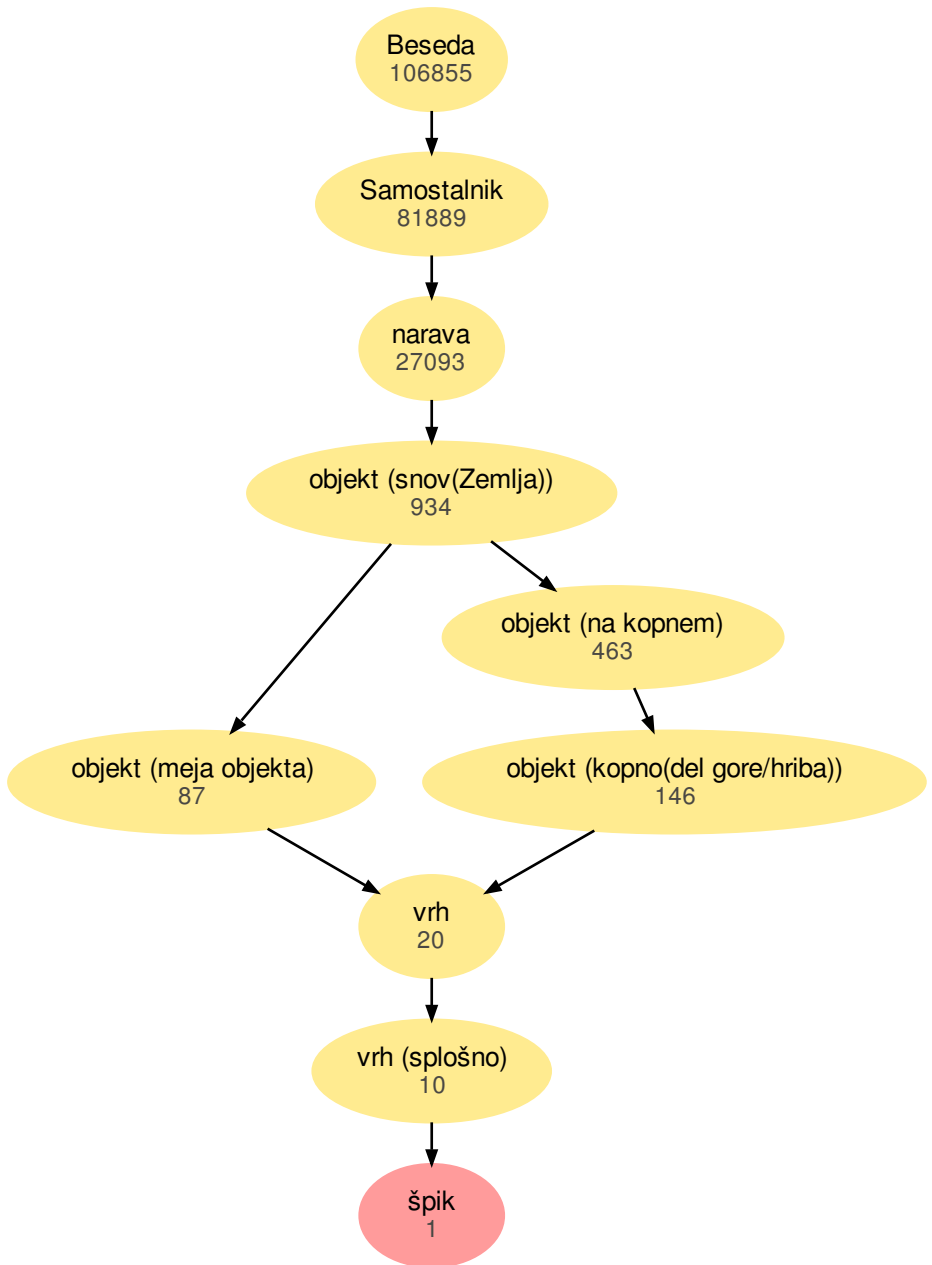 Beseda
106855
Samostalnik
81889
narava
27093
objekt (snov(Zemlja))
934
objekt (na kopnem)
463
objekt (meja objekta)
87
objekt (kopno(del gore/hriba))
146
vrh
20
vrh (splošno)
10
špik
1